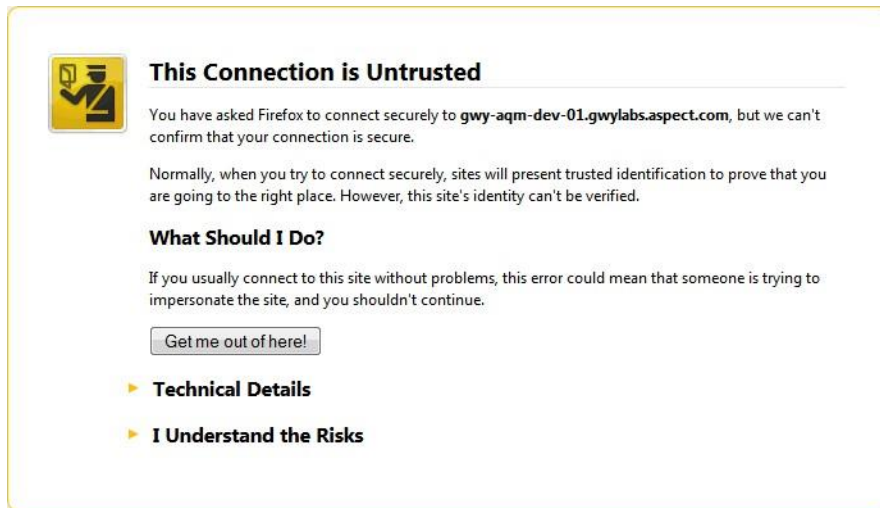 This Connection is Untrusted
You have asked Firefox to connect securely to gwy-aqm-dev-01.gwylabs.aspect.com, but we can't
confirm that your connection is secure.
Normally, when you try to connect securely, sites will present trusted identification to prove that you
are going to the right place. However, this site's identity can't be verified.
What Should I Do?
If you usually connect to this site without problems, this error could mean that someone is trying to
impersonate the site, and you shouldn't continue.
Get me out of here!
Technical Details
I Understand the Risks